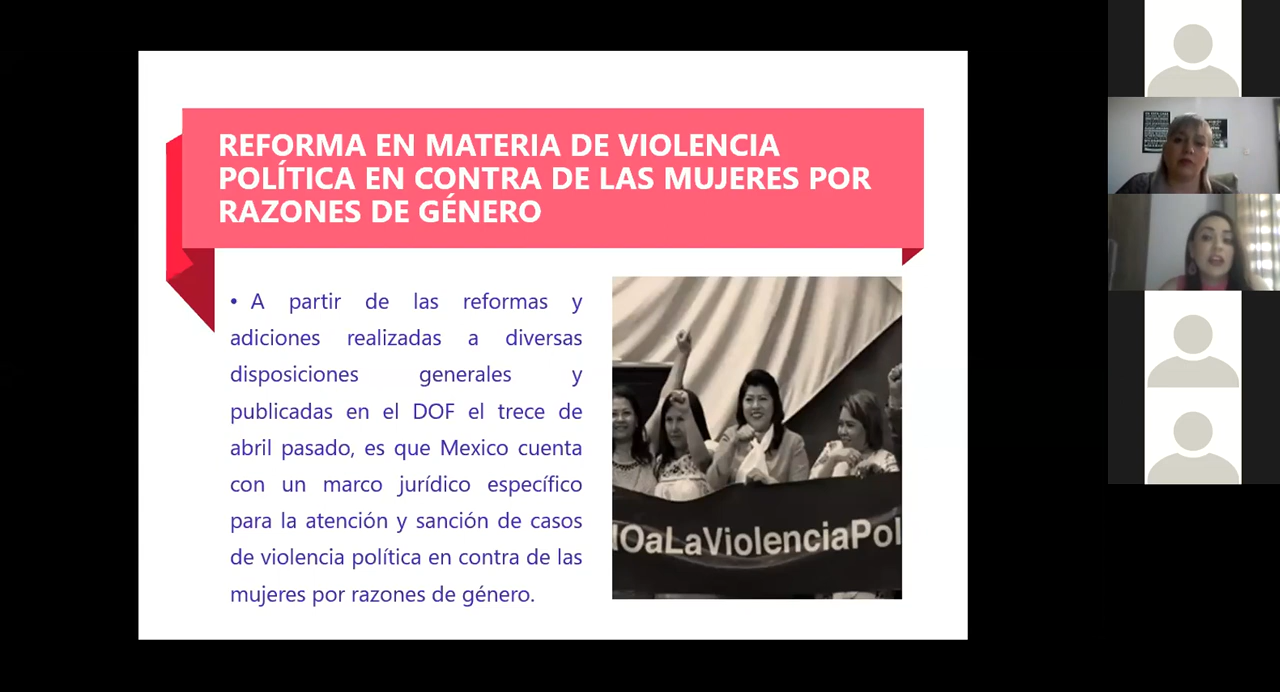 REFORMA EN MATERIA DE VIOLENCIA
POLÍTICA EN CONTRA DE LAS MUJERES POR
RAZONES DE GÉNERO
• A partir de las reformas y
adiciones realizadas a diversas
disposiciones generales y
publicadas en el DOF el trece de
abril pasado, es que Mexico cuenta
con un marco jurídico específico
para la atención y sanción de casos
de violencia política en contra de las
mujeres por razones de género.
OaLaViolenciaPol